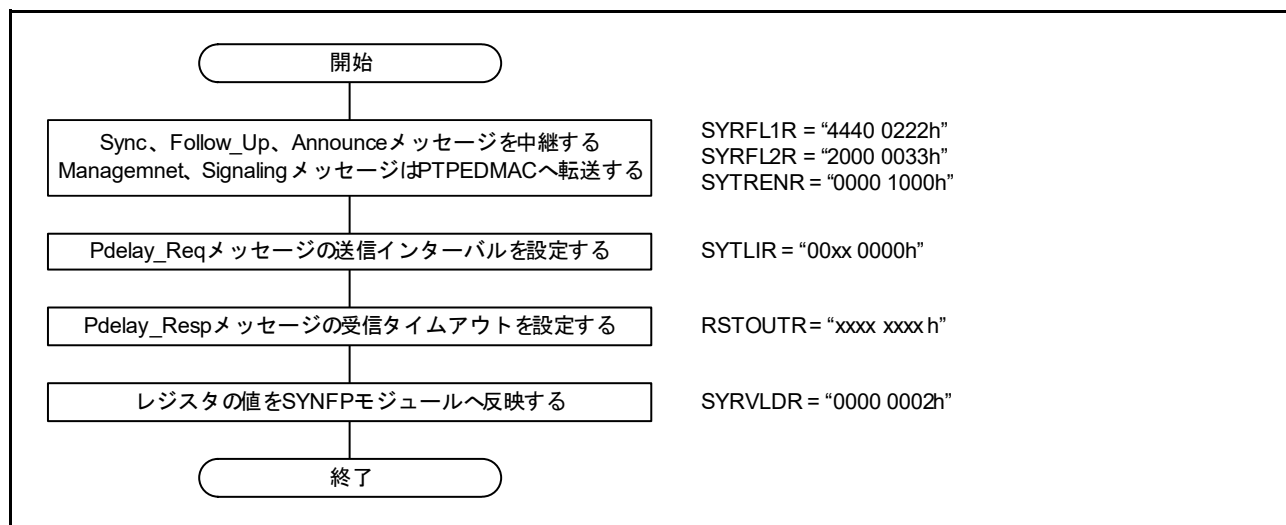 開始
Sync、Follow_Up、Announceメッセージを中継する
Managemnet、SignalingメッセージはPTPEDMACへ転送する
SYRFL1R = “4440 0222h”
SYRFL2R = “2000 0033h”
SYTRENR = “0000 1000h”
Pdelay_Reqメッセージの送信インターバルを設定する
SYTLIR = “00xx 0000h”
Pdelay_Respメッセージの受信タイムアウトを設定する
RSTOUTR = “xxxx xxxx h”
レジスタの値をSYNFPモジュールへ反映する
SYRVLDR = “0000 0002h”
終了